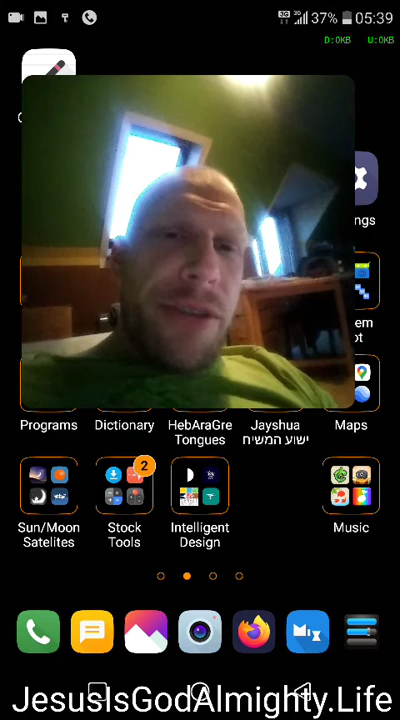 3G 37% 05:39
D:0KB U:0KB
ngs
em
ot
Programs Dictionary HebAraGre Tongues Jayshua ישוע המשיח Maps
2
Sun/Moon Satelites Stock Tools Intelligent Design Music
JesusIsGodAlmighty.Life